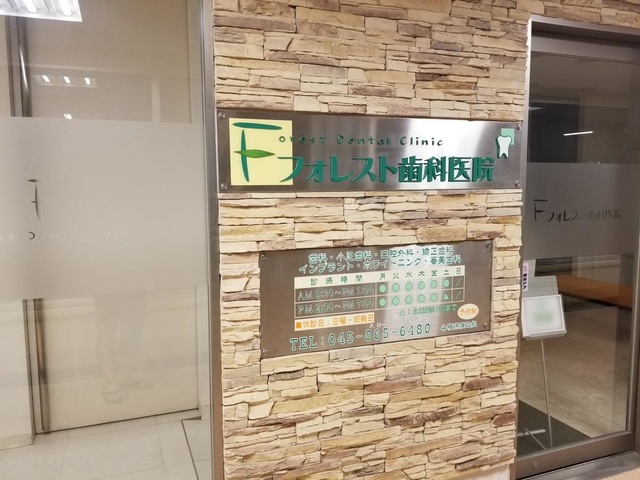 Forest Dental Clinic
フォレスト歯科医院
歯科・小児歯科・口腔外科・矯正歯科
インプラント・ホワイトニング・審美歯科
診療時間 月 火 水 木 金 土 日
■休診日：日曜・祝祭日
予約制
TEL:045-865-6480
フォレスト歯科医院